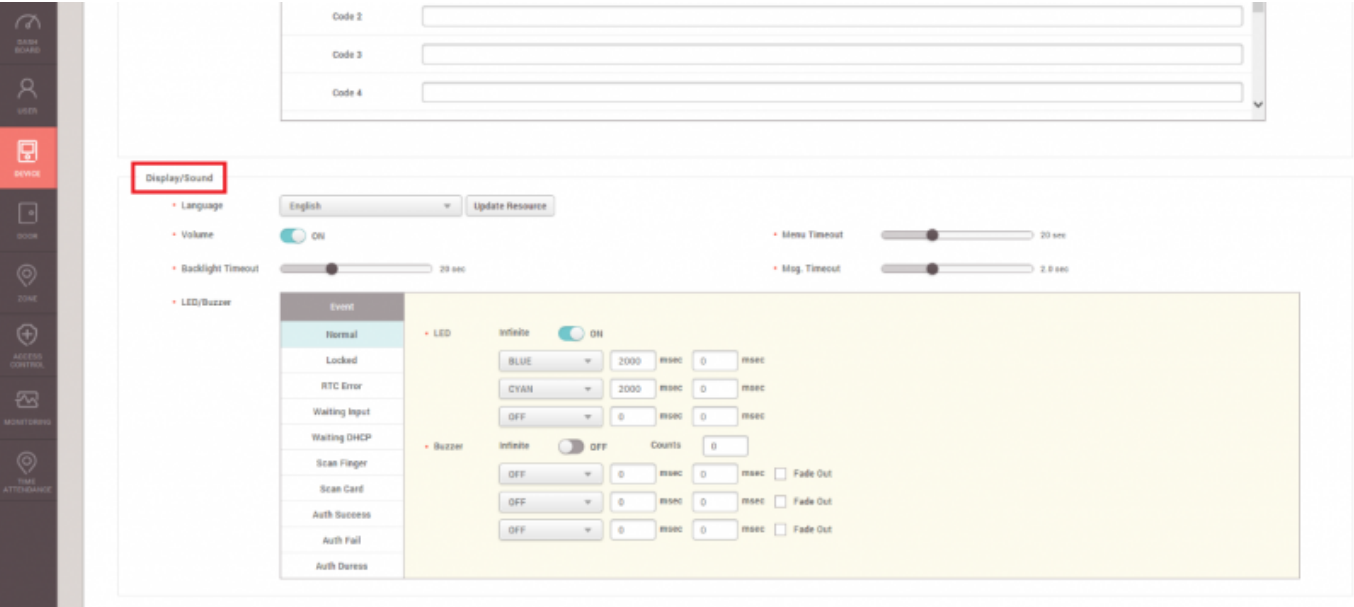 DASH
BOARD
USER
DEVICE
DOOR
ZONE
ACCESS
CONTROL
MONITORING
TIME
ATTENDANCE
Code 2
Code 3
Code 4
Display/Sound
• Language English Update Resource
• Volume ON • Menu Timeout 20 sec
• Backlight Timeout 20 sec • Msg. Timeout 2.0 sec
• LED/Buzzer Event
Normal • LED Infinite ON
Locked BLUE 2000 msec 0 msec
RTC Error CYAN 2000 msec 0 msec
Waiting Input OFF 0 msec 0 msec
Waiting DHCP • Buzzer Infinite OFF Counts 0
Scan Finger OFF 0 msec 0 msec Fade Out
Scan Card OFF 0 msec 0 msec Fade Out
Auth Success OFF 0 msec 0 msec Fade Out
Auth Fail
Auth Duress